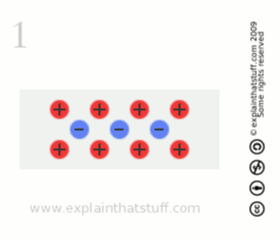 1
+ + + +
− − −
+ + + +
www.explainthatstuff.com
© explainthatstuff.com 2009
Some rights reserved